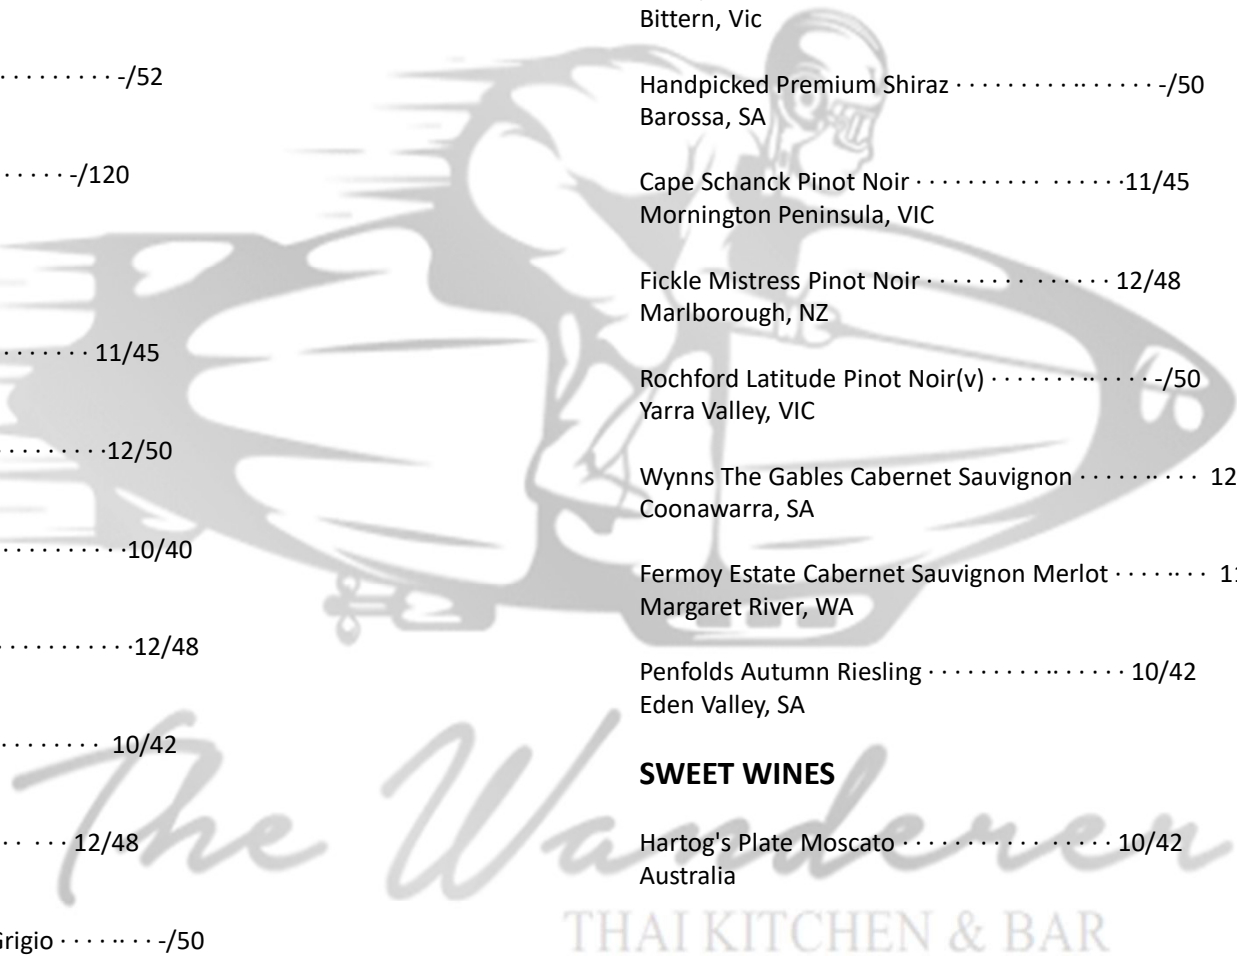 -/52
-/120
11/45
12/50
10/40
12/48
10/42
12/48
Grigio · · · · ·· · · -/50
Bittern, Vic
Handpicked Premium Shiraz · · · · · · · · · ·· · · · · · -/50
Barossa, SA
Cape Schanck Pinot Noir · · · · · · · · · · · · · · · ·11/45
Mornington Peninsula, VIC
Fickle Mistress Pinot Noir · · · · · · · · · · · · · · 12/48
Marlborough, NZ
Rochford Latitude Pinot Noir(v) · · · · · · · ·· · · · · -/50
Yarra Valley, VIC
Wynns The Gables Cabernet Sauvignon · · · · · ·· · · · 12
Coonawarra, SA
Fermoy Estate Cabernet Sauvignon Merlot · · · · ·· · · 11
Margaret River, WA
Penfolds Autumn Riesling · · · · · · · · · ·· · · · · · 10/42
Eden Valley, SA
SWEET WINES
Hartog's Plate Moscato · · · · · · · · · · · · · · · · 10/42
Australia
The Wanderer
THAI KITCHEN & BAR